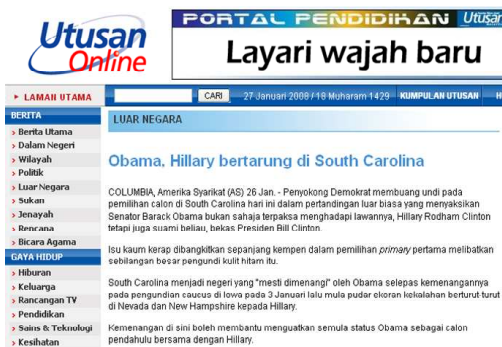 Utusan
Online
PORTAL PENDIDIKAN Utusan
Layari wajah baru
LAMAN UTAMA
CARI
27 Januari 2008 / 18 Muharam 1429
KUMPULAN UTUSAN
H
BERITA
Berita Utama
Dalam Negeri
Wilayah
Politik
Luar Negara
Sukan
Jenayah
Rencana
Bicara Agama
GAYA HIDUP
Hiburan
Keluarga
Rancangan TV
Pendidikan
Sains & Teknologi
Kesihatan
LUAR NEGARA
Obama, Hillary bertarung di South Carolina
COLUMBIA, Amerika Syarikat (AS) 26 Jan. - Penyokong Demokrat membuang undi pada
pemilihan calon di South Carolina hari ini dalam pertandingan luar biasa yang menyaksikan
Senator Barack Obama bukan sahaja terpaksa menghadapi lawannya, Hillary Rodham Clinton
tetapi juga suami beliau, bekas Presiden Bill Clinton.
Isu kaum kerap dibangkitkan sepanjang kempen dalam pemilihan primary pertama melibatkan
sebilangan besar pengundi kulit hitam itu.
South Carolina menjadi negeri yang "mesti dimenangi" oleh Obama selepas kemenangannya
pada pengundian caucus di Iowa pada 3 Januari lalu mula pudar ekoran kekalahan berturut-turut
di Nevada dan New Hampshire kepada Hillary.
Kemenangan di sini boleh membantu menguatkan semula status Obama sebagai calon
pendahulu bersama dengan Hillary.